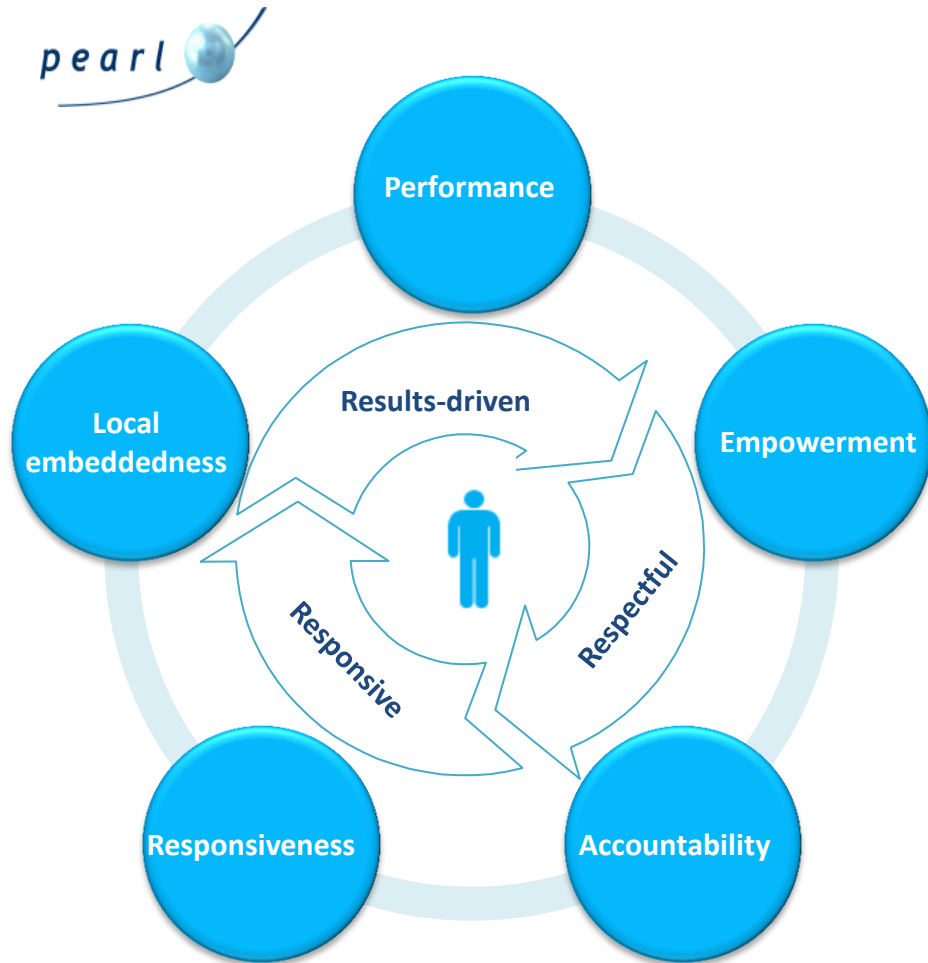 pearl
Performance
Local
embeddedness
Results-driven
Empowerment
Respectful
Responsive
Responsiveness
Accountability